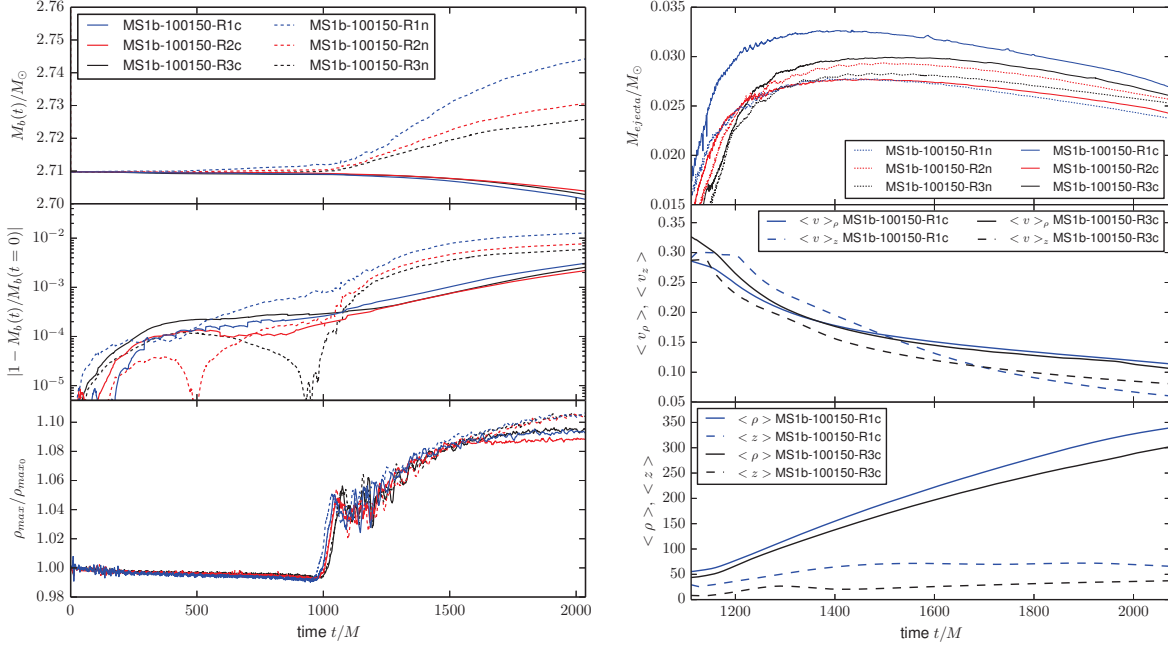 2.76
2.75
2.74
2.73
2.72
2.71
2.70
M_b(t)/M_⊙
MS1b-100150-R1c
MS1b-100150-R2c
MS1b-100150-R3c
MS1b-100150-R1n
MS1b-100150-R2n
MS1b-100150-R3n
10^{-2}
10^{-3}
10^{-4}
10^{-5}
|1 − M_b(t)/M_b(t = 0)|
1.10
1.08
1.06
1.04
1.02
1.00
0.98
ρ_{max}/ρ_{max_0}
0 500 1000 1500 2000
time t/M
0.035
0.030
0.025
0.020
0.015
M_{ejecta}/M_⊙
MS1b-100150-R1n
MS1b-100150-R2n
MS1b-100150-R3n
MS1b-100150-R1c
MS1b-100150-R2c
MS1b-100150-R3c
0.35
0.30
0.25
0.20
0.15
0.10
0.05
< v_ρ >, < v_z >
< v >_ρ MS1b-100150-R1c
< v >_z MS1b-100150-R1c
< v >_ρ MS1b-100150-R3c
< v >_z MS1b-100150-R3c
350
300
250
200
150
100
50
0
< ρ >, < z >
< ρ > MS1b-100150-R1c
< z > MS1b-100150-R1c
< ρ > MS1b-100150-R3c
< z > MS1b-100150-R3c
1200 1400 1600 1800 2000
time t/M